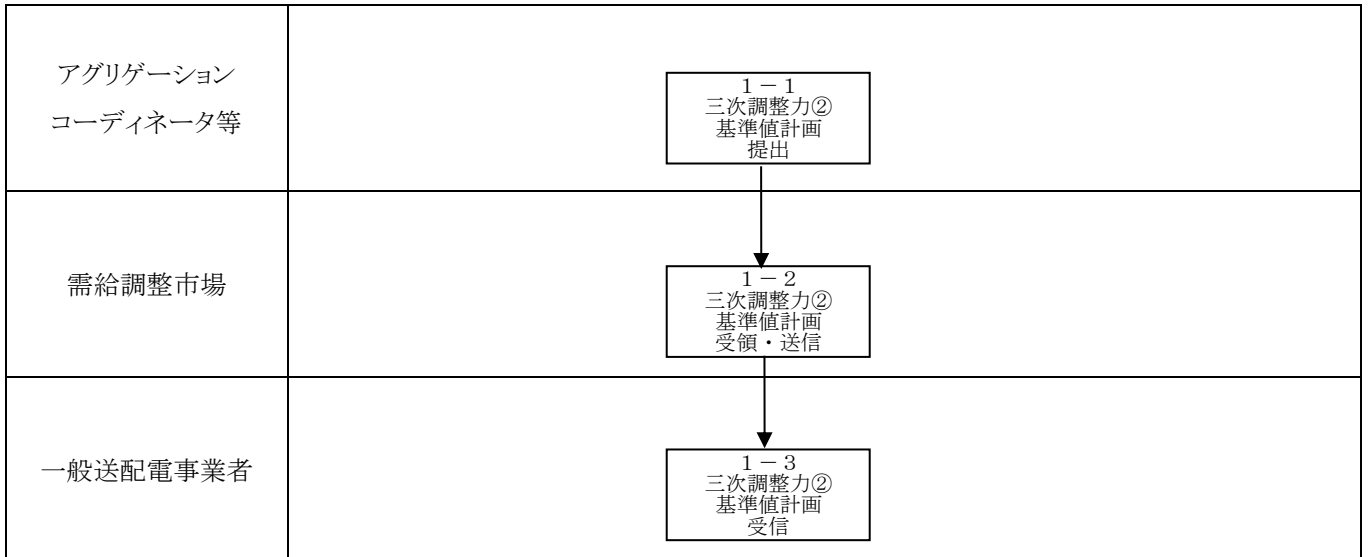 アグリゲーション
コーディネータ等
1-1
三次調整力②
基準値計画
提出
需給調整市場
1-2
三次調整力②
基準値計画
受領・送信
一般送配電事業者
1-3
三次調整力②
基準値計画
受信